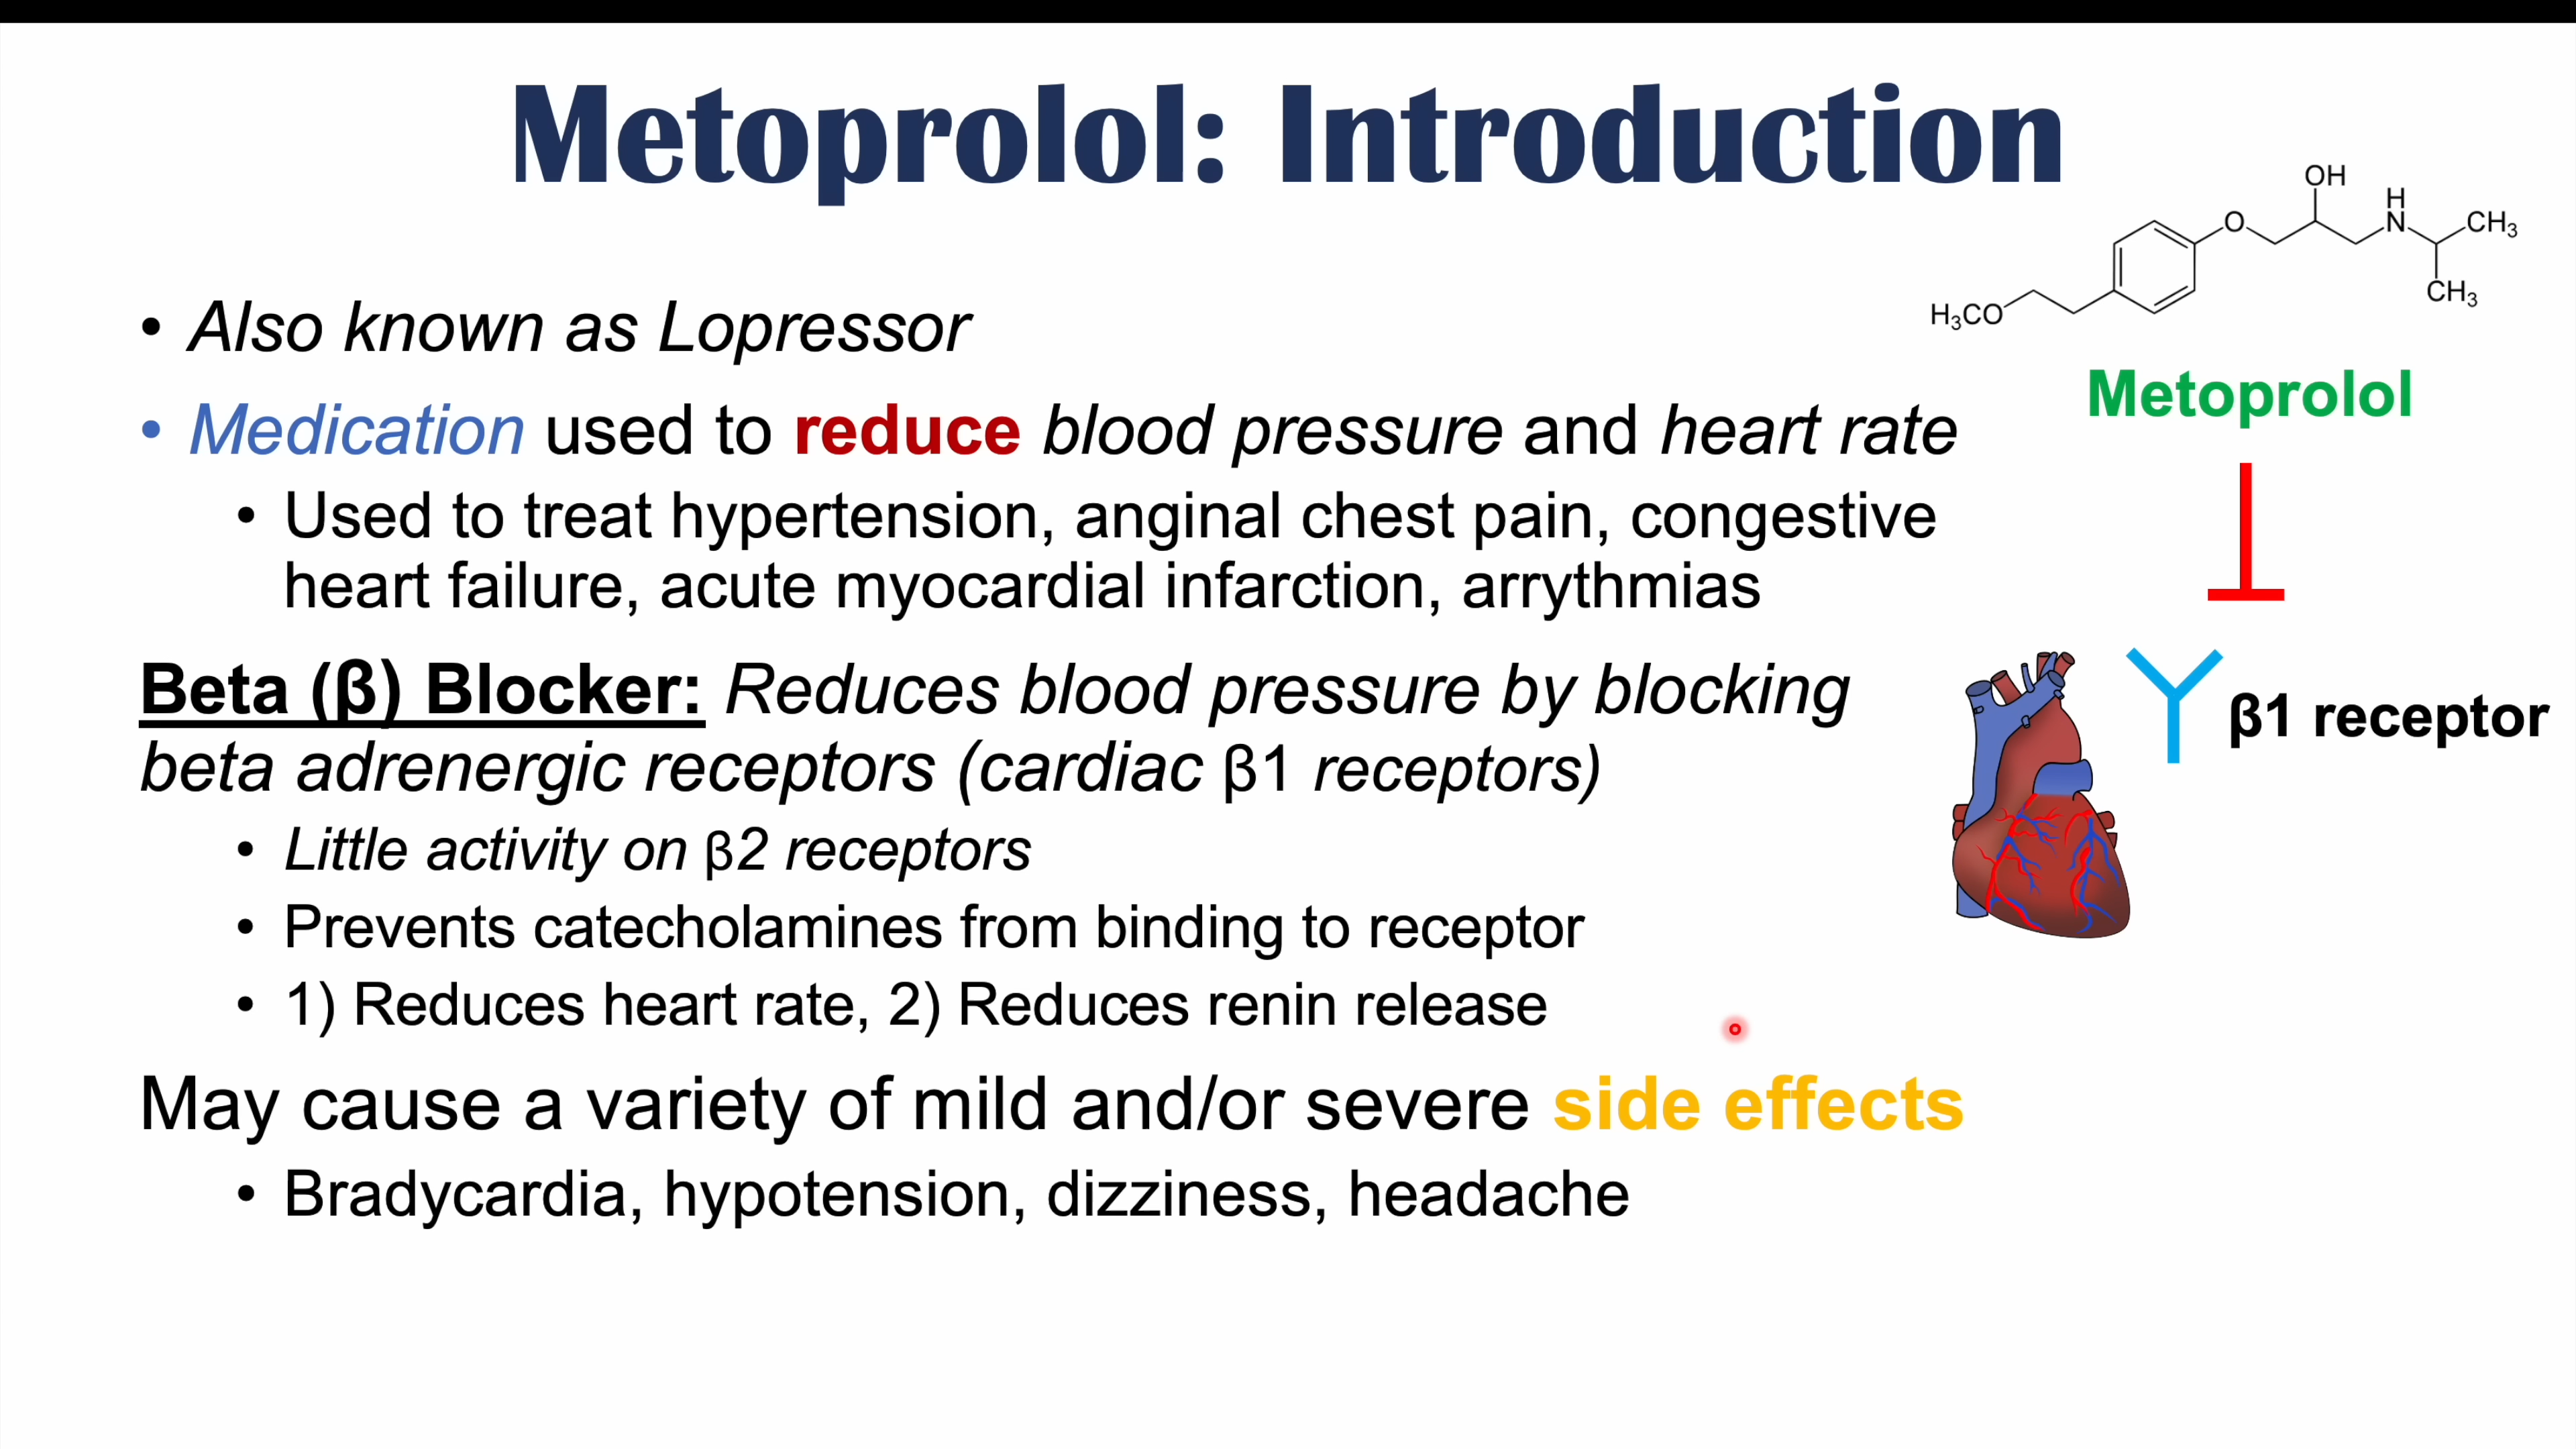 Metoprolol: Introduction
• Also known as Lopressor
• Medication used to reduce blood pressure and heart rate
• Used to treat hypertension, anginal chest pain, congestive
heart failure, acute myocardial infarction, arrythmias
Beta (β) Blocker: Reduces blood pressure by blocking
beta adrenergic receptors (cardiac β1 receptors)
• Little activity on β2 receptors
• Prevents catecholamines from binding to receptor
• 1) Reduces heart rate, 2) Reduces renin release
May cause a variety of mild and/or severe side effects
• Bradycardia, hypotension, dizziness, headache
OH
H
O
N
CH₃
CH₃
H₃CO
Metoprolol
β1 receptor